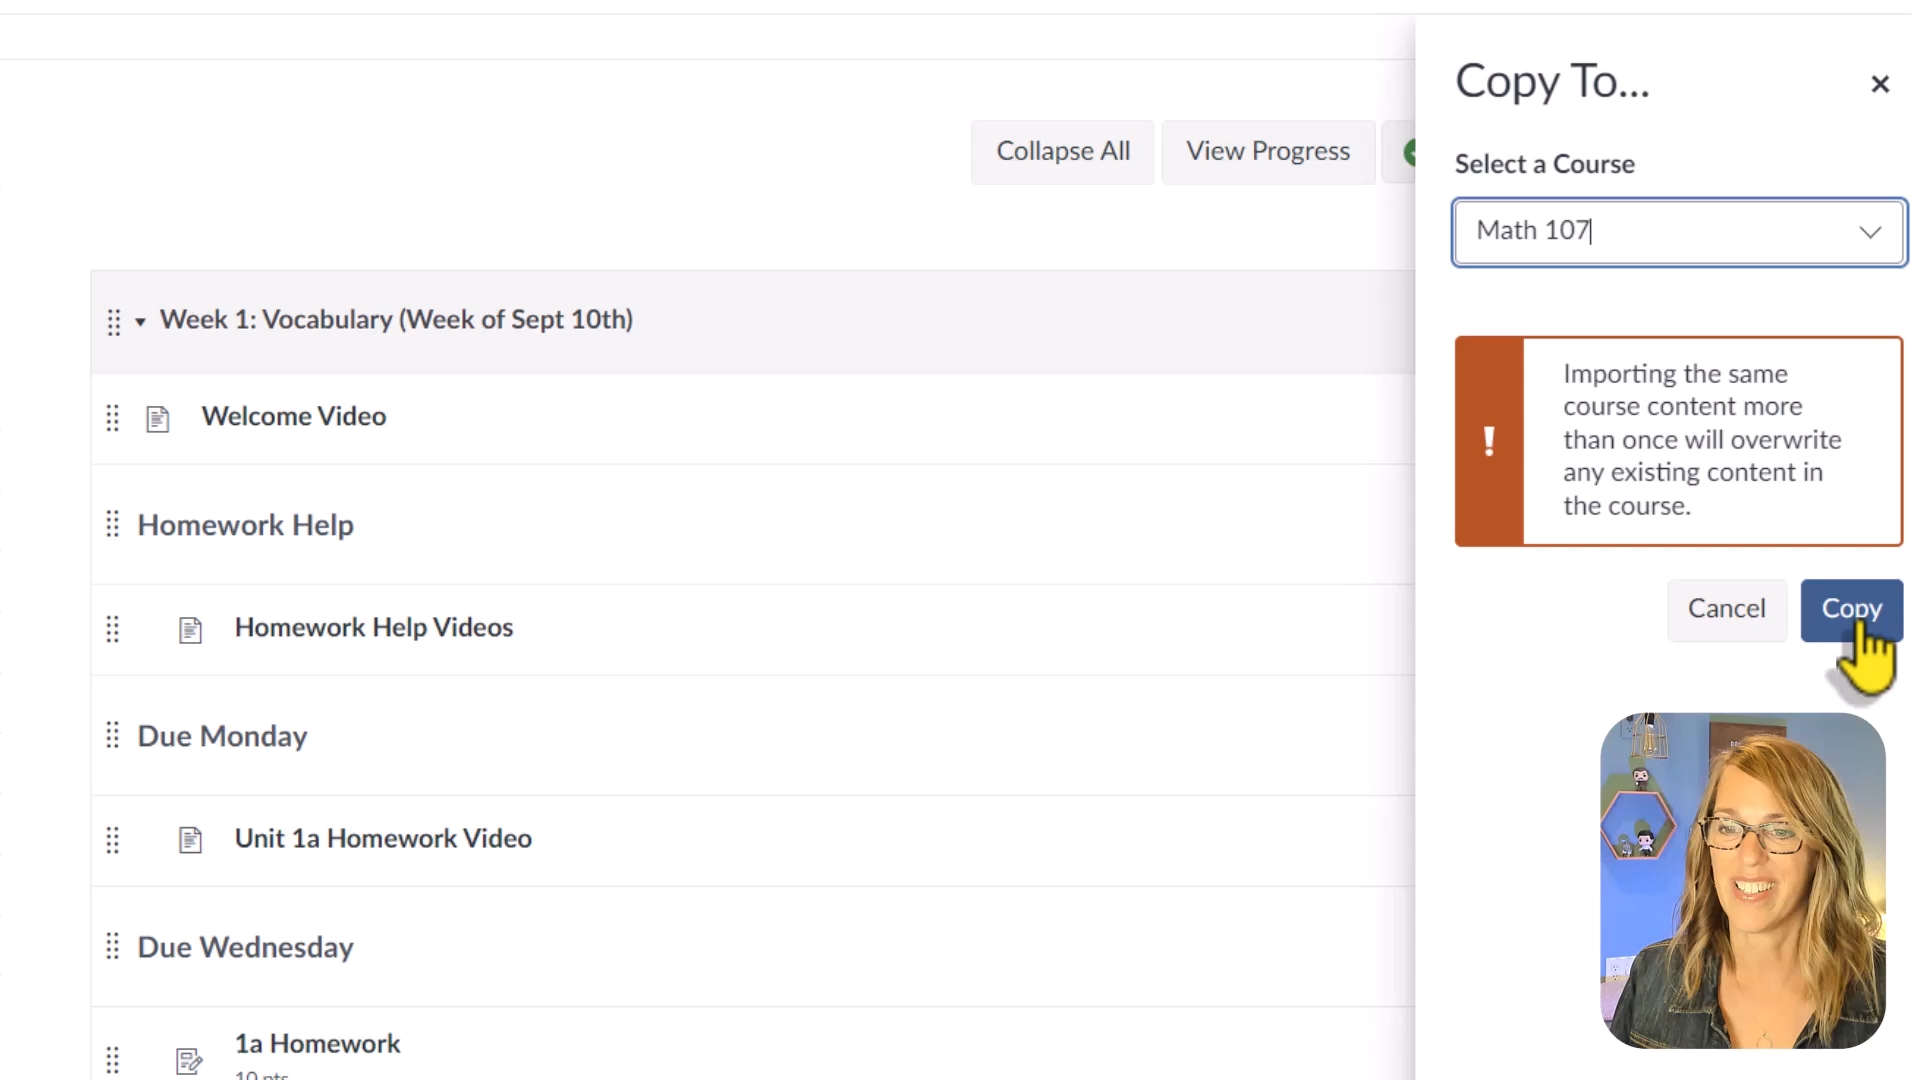 Copy To...
Collapse All
View Progress
Select a Course
Math 107
Week 1: Vocabulary (Week of Sept 10th)
Importing the same
course content more
than once will overwrite
any existing content in
the course.
Welcome Video
Homework Help
Cancel
Copy
Homework Help Videos
Due Monday
Unit 1a Homework Video
Due Wednesday
1a Homework
10 pts